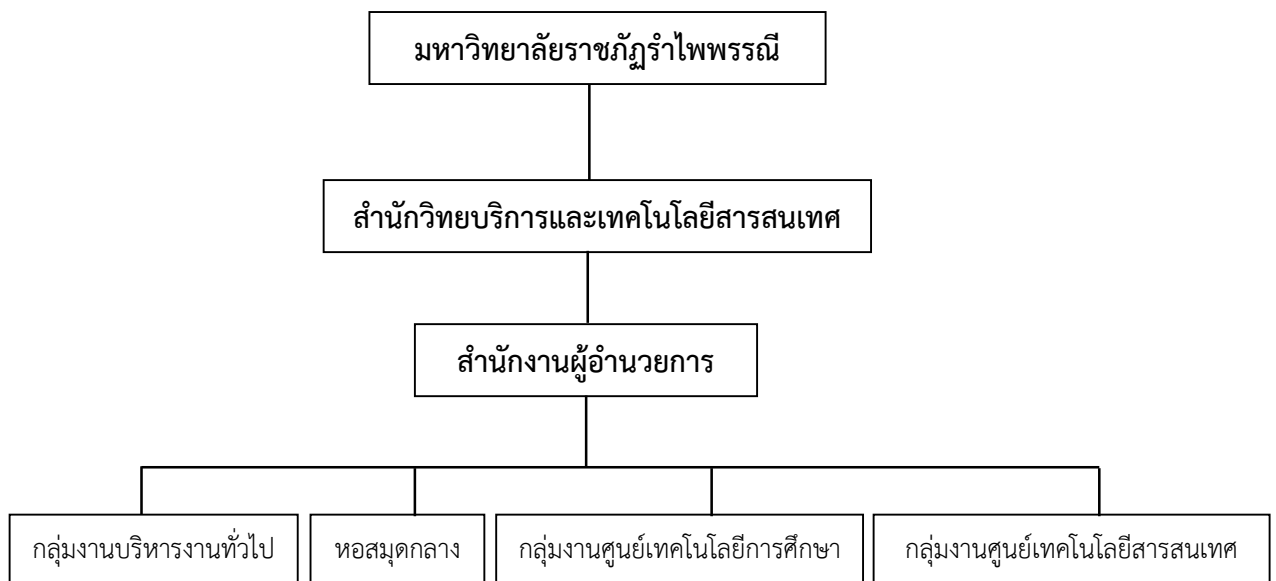 มหาวิทยาลัยราชภัฏรำไพพรรณี
สำนักวิทยบริการและเทคโนโลยีสารสนเทศ
สำนักงานผู้อำนวยการ
กลุ่มงานบริหารงานทั่วไป
หอสมุดกลาง
กลุ่มงานศูนย์เทคโนโลยีการศึกษา
กลุ่มงานศูนย์เทคโนโลยีสารสนเทศ